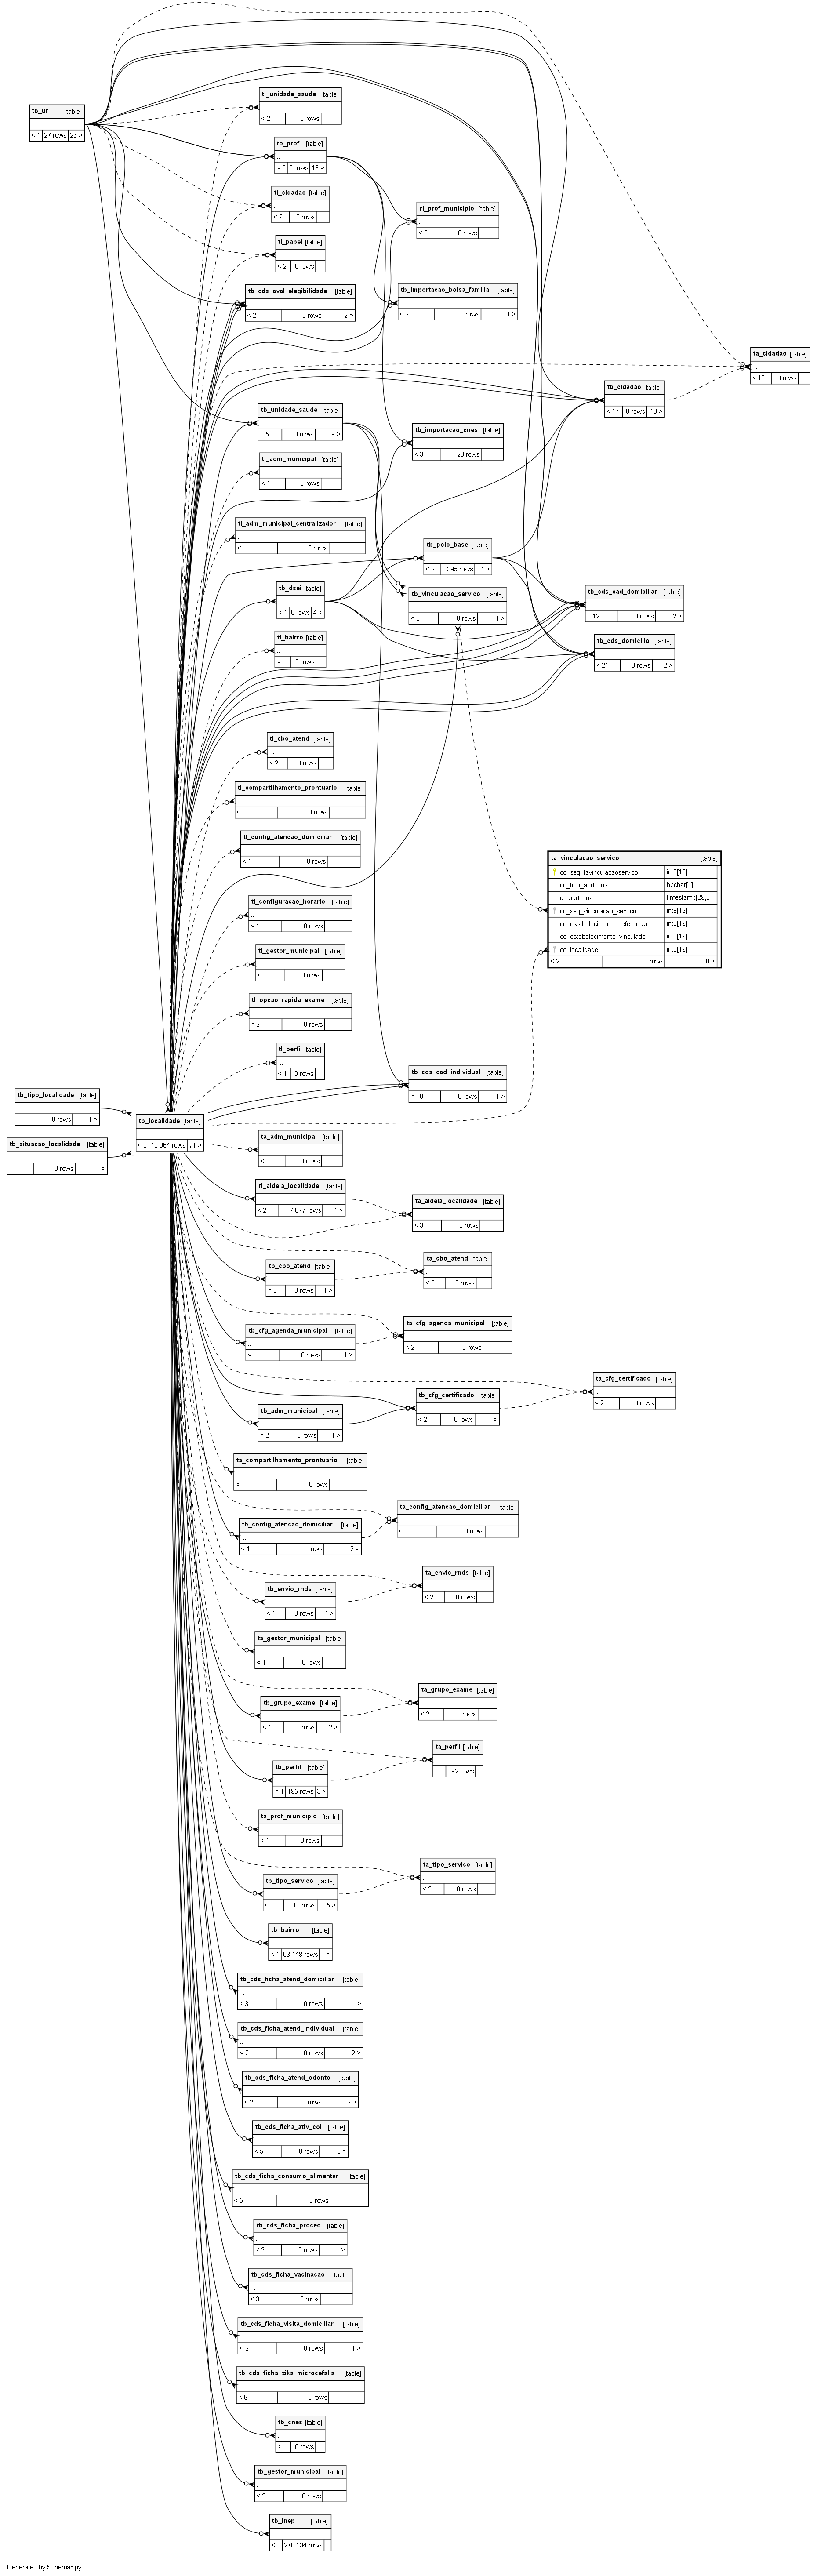 tb_uf [table]
...
< 1 27 rows 26 >
tl_unidade_saude [table]
...
< 2 0 rows
tb_prof [table]
...
< 6 0 rows 13 >
tl_cidadao [table]
...
< 9 0 rows
rl_prof_municipio [table]
...
< 2 0 rows
tl_papel [table]
...
< 2 0 rows
tb_cds_aval_elegibilidade [table]
...
< 21 0 rows 2 >
tb_importacao_bolsa_familia [table]
...
< 2 0 rows 1 >
ta_cidadao [table]
...
< 10 0 rows
tb_cidadao [table]
...
< 17 0 rows 13 >
tb_unidade_saude [table]
...
< 5 0 rows 19 >
tb_importacao_cnes [table]
...
< 3 28 rows
tl_adm_municipal [table]
...
< 1 0 rows
tl_adm_municipal_centralizador [table]
...
< 1 0 rows
tb_polo_base [table]
...
< 2 395 rows 4 >
tb_dsei [table]
...
< 1 0 rows 4 >
tb_vinculacao_servico [table]
...
< 3 0 rows 1 >
tb_cds_cad_domiciliar [table]
...
< 12 0 rows 2 >
tl_bairro [table]
...
< 1 0 rows
tb_cds_domicilio [table]
...
< 21 0 rows 2 >
tl_cbo_atend [table]
...
< 2 0 rows
tl_compartilhamento_prontuario [table]
...
< 1 0 rows
tl_config_atencao_domiciliar [table]
...
< 1 0 rows
ta_vinculacao_servico [table]
co_seq_tavinculacaoservico int8[19]
co_tipo_auditoria bpchar[1]
dt_auditoria timestamp[29,6]
co_seq_vinculacao_servico int8[19]
co_estabelecimento_referencia int8[19]
co_estabelecimento_vinculado int8[19]
co_localidade int8[19]
< 2 0 rows 0 >
tl_configuracao_horario [table]
...
< 1 0 rows
tl_gestor_municipal [table]
...
< 1 0 rows
tl_opcao_rapida_exame [table]
...
< 2 0 rows
tl_perfil [table]
...
< 1 0 rows
tb_cds_cad_individual [table]
...
< 10 0 rows 1 >
tb_tipo_localidade [table]
...
0 rows 1 >
tb_localidade [table]
...
< 3 10.864 rows 71 >
tb_situacao_localidade [table]
...
0 rows 1 >
ta_adm_municipal [table]
...
< 1 0 rows
rl_aldeia_localidade [table]
...
< 2 7.877 rows 1 >
ta_aldeia_localidade [table]
...
< 3 0 rows
ta_cbo_atend [table]
...
< 3 0 rows
tb_cbo_atend [table]
...
< 2 0 rows 1 >
ta_cfg_agenda_municipal [table]
...
< 2 0 rows
tb_cfg_agenda_municipal [table]
...
< 1 0 rows 1 >
ta_cfg_certificado [table]
...
< 2 0 rows
tb_cfg_certificado [table]
...
< 2 0 rows 1 >
tb_adm_municipal [table]
...
< 2 0 rows 1 >
ta_compartilhamento_prontuario [table]
...
< 1 0 rows
ta_config_atencao_domiciliar [table]
...
< 2 0 rows
tb_config_atencao_domiciliar [table]
...
< 1 0 rows 2 >
ta_envio_rnds [table]
...
< 2 0 rows
tb_envio_rnds [table]
...
< 1 0 rows 1 >
ta_gestor_municipal [table]
...
< 1 0 rows
ta_grupo_exame [table]
...
< 2 0 rows
tb_grupo_exame [table]
...
< 1 0 rows 2 >
ta_perfil [table]
...
< 2 192 rows
tb_perfil [table]
...
< 1 195 rows 3 >
ta_prof_municipio [table]
...
< 1 0 rows
ta_tipo_servico [table]
...
< 2 0 rows
tb_tipo_servico [table]
...
< 1 10 rows 5 >
tb_bairro [table]
...
< 1 63.148 rows 1 >
tb_cds_ficha_atend_domiciliar [table]
...
< 3 0 rows 1 >
tb_cds_ficha_atend_individual [table]
...
< 2 0 rows 2 >
tb_cds_ficha_atend_odonto [table]
...
< 2 0 rows 2 >
tb_cds_ficha_ativ_col [table]
...
< 5 0 rows 5 >
tb_cds_ficha_consumo_alimentar [table]
...
< 5 0 rows
tb_cds_ficha_proced [table]
...
< 2 0 rows 1 >
tb_cds_ficha_vacinacao [table]
...
< 3 0 rows 1 >
tb_cds_ficha_visita_domiciliar [table]
...
< 2 0 rows 1 >
tb_cds_ficha_zika_microcefalia [table]
...
< 9 0 rows
tb_cnes [table]
...
< 1 0 rows
tb_gestor_municipal [table]
...
< 2 0 rows
tb_inep [table]
...
< 1 278.134 rows
Generated by SchemaSpy